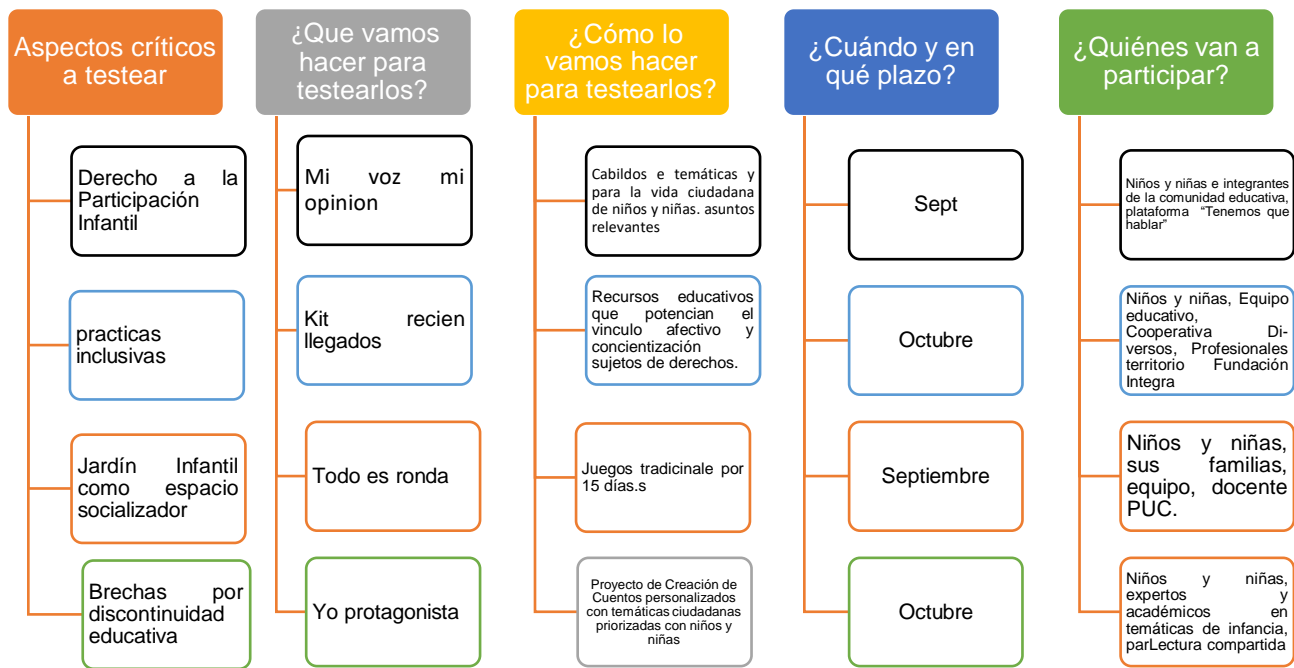 Aspectos críticos
a testear
Derecho a la
Participación
Infantil
practicas
inclusivas
Jardín Infantil
como espacio
socializador
Brechas por
discontinuidad
educativa
¿Que vamos
hacer para
testearlos?
Mi voz mi
opinion
Kit recien
llegados
Todo es ronda
Yo protagonista
¿Cómo lo
vamos hacer
para testearlos?
Cabildos e temáticas y
para la vida ciudadana
de niños y niñas. asuntos
relevantes
Recursos educativos
que potencian el
vinculo afectivo y
concientización
sujetos de derechos.
Juegos tradicinale por
15 días.s
Proyecto de Creación de
Cuentos personalizados
con temáticas ciudadanas
priorizadas con niños y
niñas
¿Cuándo y en
qué plazo?
Sept
Octubre
Septiembre
Octubre
¿Quiénes van a
participar?
Niños y niñas e integrantes
de la comunidad educativa,
plataforma “Tenemos que
hablar”
Niños y niñas, Equipo
educativo,
Cooperativa Di-
versos, Profesionales
territorio Fundación
Integra
Niños y niñas,
sus familias,
equipo, docente
PUC.
Niños y niñas,
expertos y
académicos en
temáticas de infancia,
parLectura compartida